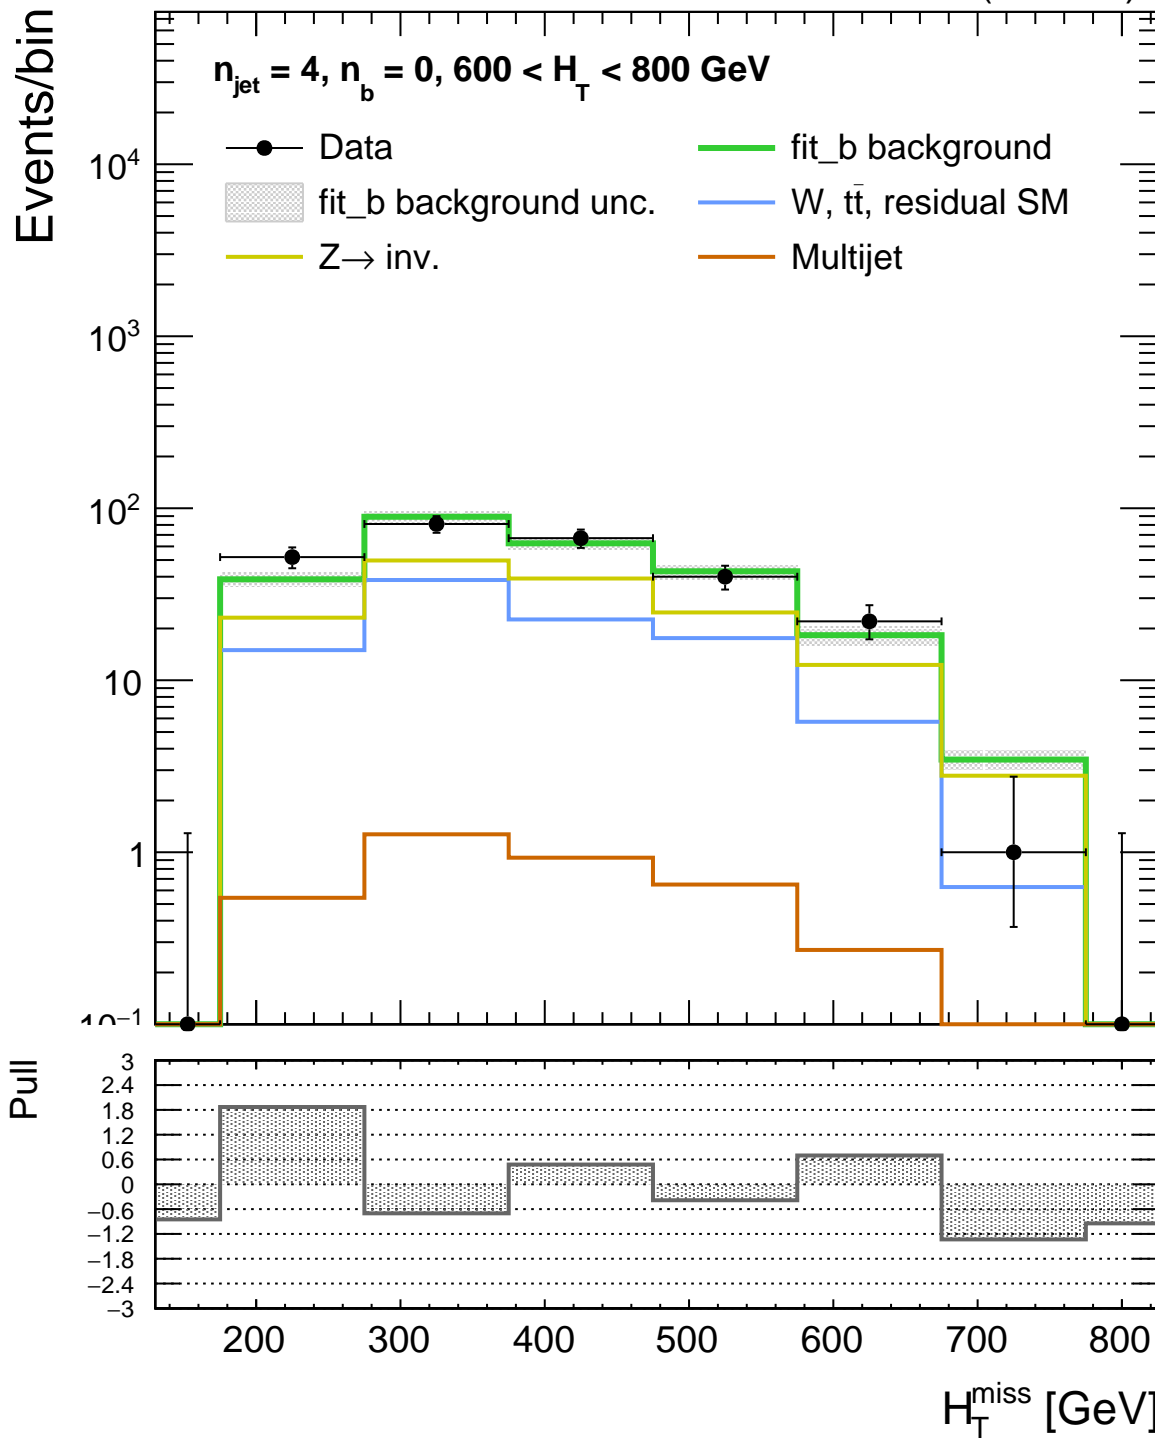 n_jet = 4, n_b = 0, 600 < H_T < 800 GeV
Data
fit_b background
fit_b background unc.
W, tt̄, residual SM
Z→ inv.
Multijet
Events/bin
10^4
10^3
10^2
10
1
10^−1
Pull
3
2.4
1.8
1.2
0.6
0
−0.6
−1.2
−1.8
−2.4
−3
200 300 400 500 600 700 800
H_T^miss [GeV]